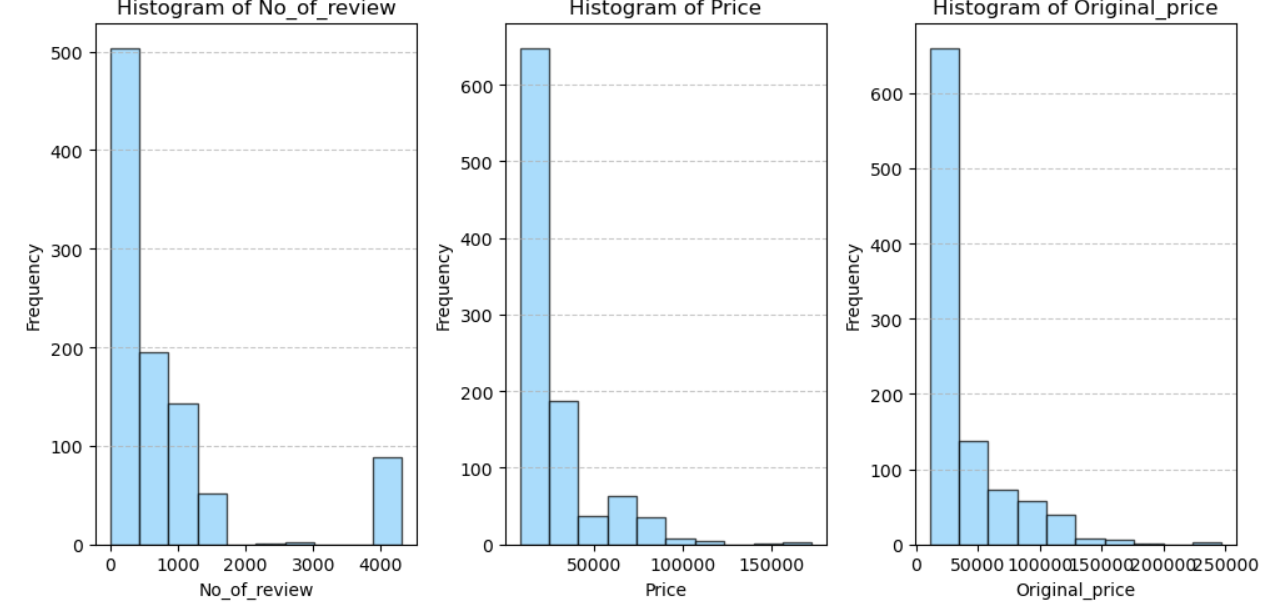 Histogram of No_of_review
500
400
300
200
100
0
Frequency
0 1000 2000 3000 4000
No_of_review
Histogram of Price
600
500
400
300
200
100
0
Frequency
50000 100000 150000
Price
Histogram of Original_price
600
500
400
300
200
100
0
Frequency
0 50000 100000 150000 200000 250000
Original_price